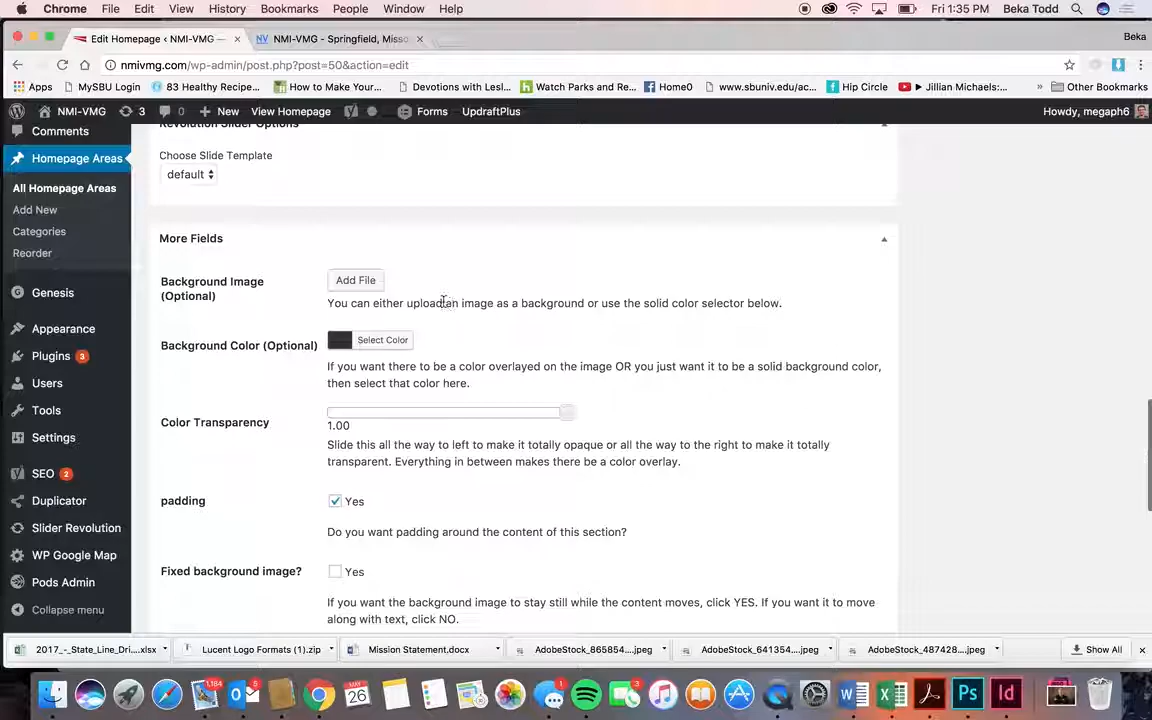 Chrome File Edit View History Bookmarks People Window Help Fri 1:35 PM Beka Todd
Edit Homepage ‹ NMI-VMG — × NMI-VMG - Springfield, Misso × Beka
nmivmg.com/wp-admin/post.php?post=50&action=edit
Apps MySBU Login 83 Healthy Recipe... How to Make Your... Devotions with Lesl... Watch Parks and Re... Home0 www.sbuniv.edu/ac... Hip Circle Jillian Michaels:... » Other Bookmarks
NMI-VMG 3 0 + New View Homepage Forms UpdraftPlus Howdy, megaph6
Comments
Homepage Areas
All Homepage Areas
Add New
Categories
Reorder
Genesis
Appearance
Plugins 3
Users
Tools
Settings
SEO 2
Duplicator
Slider Revolution
WP Google Map
Pods Admin
Collapse menu
Revolution Slider Options
Choose Slide Template
default
More Fields
Background Image
(Optional)
Add File
You can either upload an image as a background or use the solid color selector below.
Background Color (Optional)
Select Color
If you want there to be a color overlayed on the image OR you just want it to be a solid background color,
then select that color here.
Color Transparency
1.00
Slide this all the way to left to make it totally opaque or all the way to the right to make it totally
transparent. Everything in between makes there be a color overlay.
padding
Yes
Do you want padding around the content of this section?
Fixed background image?
Yes
If you want the background image to stay still while the content moves, click YES. If you want it to move
along with text, click NO.
2017_-_State_Line_Dri....xlsx Lucent Logo Formats (1).zip Mission Statement.docx AdobeStock_865854....jpeg AdobeStock_641354....jpeg AdobeStock_487428....jpeg Show All ×
1,184 5 MAY 26 1 3 Ps Id